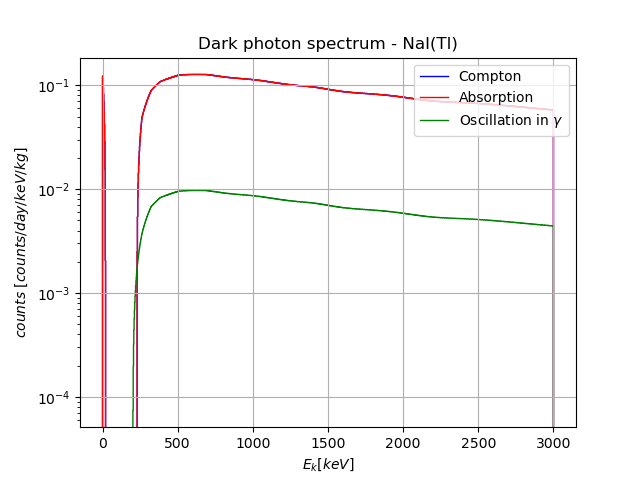 Dark photon spectrum - NaI(Tl)
counts [counts/day/keV/kg]
10⁻¹
10⁻²
10⁻³
10⁻⁴
Compton
Absorption
Oscillation in γ
0 500 1000 1500 2000 2500 3000
E_k[keV]